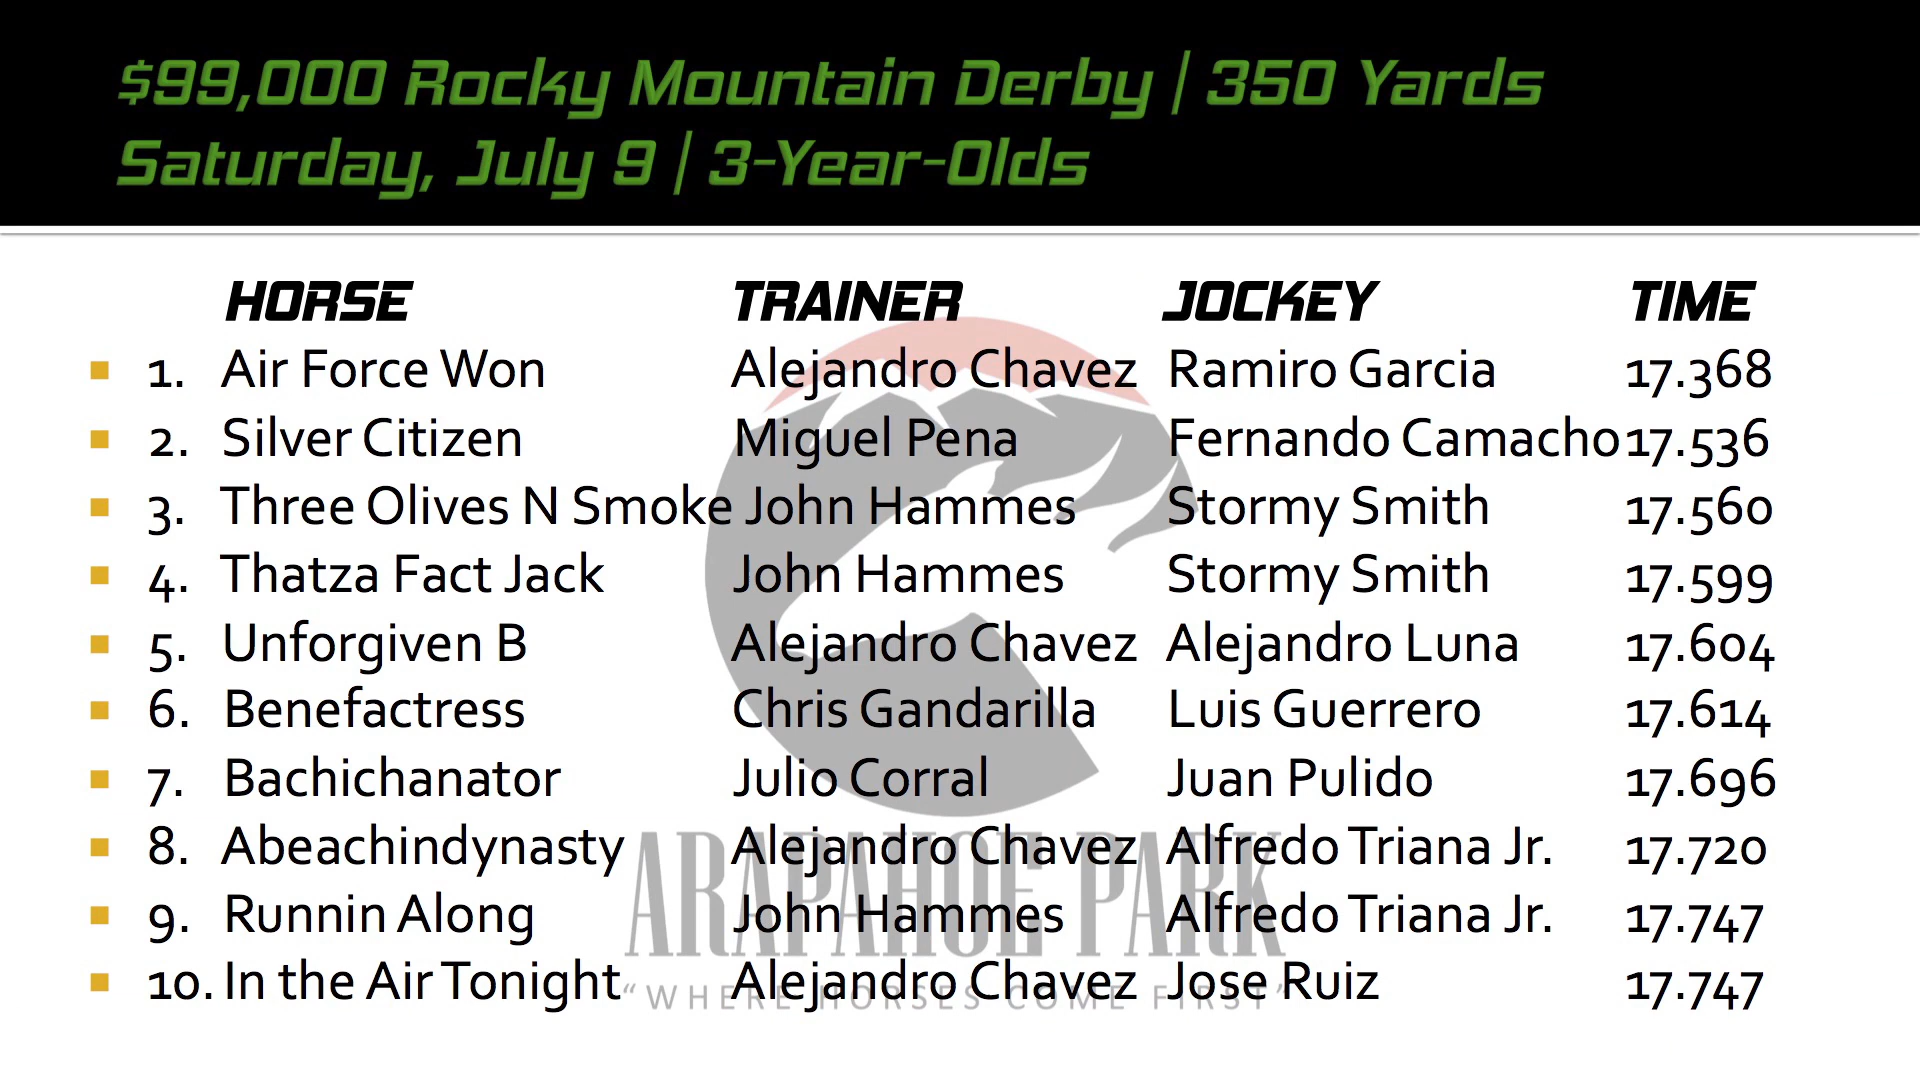 $99,000 Rocky Mountain Derby | 350 Yards
Saturday, July 9 | 3-Year-Olds
HORSE TRAINER JOCKEY TIME
1. Air Force Won Alejandro Chavez Ramiro Garcia 17.368
2. Silver Citizen Miguel Pena Fernando Camacho 17.536
3. Three Olives N Smoke John Hammes Stormy Smith 17.560
4. Thatza Fact Jack John Hammes Stormy Smith 17.599
5. Unforgiven B Alejandro Chavez Alejandro Luna 17.604
6. Benefactress Chris Gandarilla Luis Guerrero 17.614
7. Bachichanator Julio Corral Juan Pulido 17.696
8. Abeachindynasty Alejandro Chavez Alfredo Triana Jr. 17.720
9. Runnin Along John Hammes Alfredo Triana Jr. 17.747
10. In the Air Tonight Alejandro Chavez Jose Ruiz 17.747
ARAPAHOE PARK
"WHERE HORSES COME FIRST"